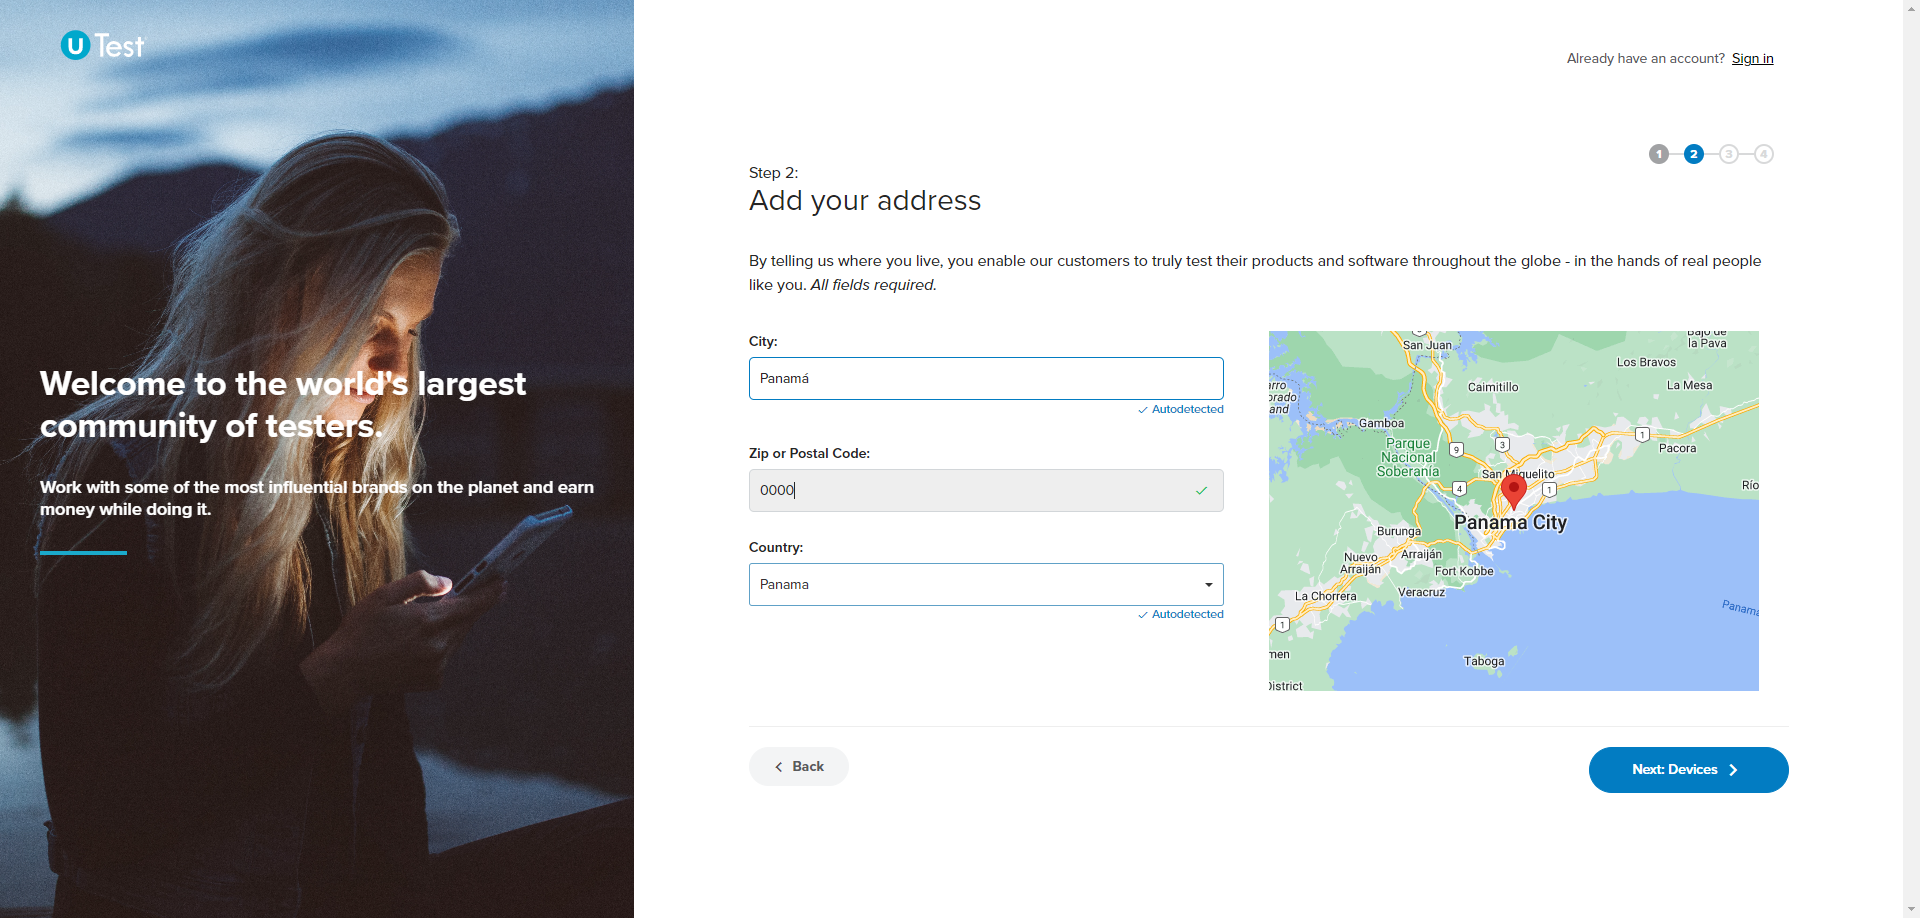 uTest
Welcome to the world's largest
community of testers.
Work with some of the most influential brands on the planet and earn
money while doing it.
Already have an account? Sign in
1 2 3 4
Step 2:
Add your address
By telling us where you live, you enable our customers to truly test their products and software throughout the globe - in the hands of real people
like you. All fields required.
City:
Panamá
Autodetected
Zip or Postal Code:
0000
Country:
Panama
Autodetected
San Juan
Bajo de
la Pava
Los Bravos
La Mesa
Caimitillo
arro
orado
and
Gamboa
Parque
Nacional
Soberanía
9
3
1
Pacora
San Miguelito
4
1
Río
Panama City
Burunga
Nuevo
Arraiján
Arraiján
Fort Kobbe
Veracruz
La Chorrera
Panama
1
men
Taboga
District
Back
Next: Devices